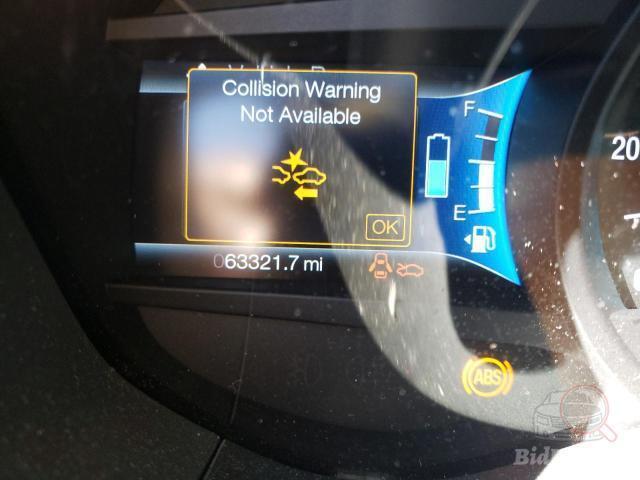 Collision Warning
Not Available
F
OK
E
063321.7 mi
20
ABS